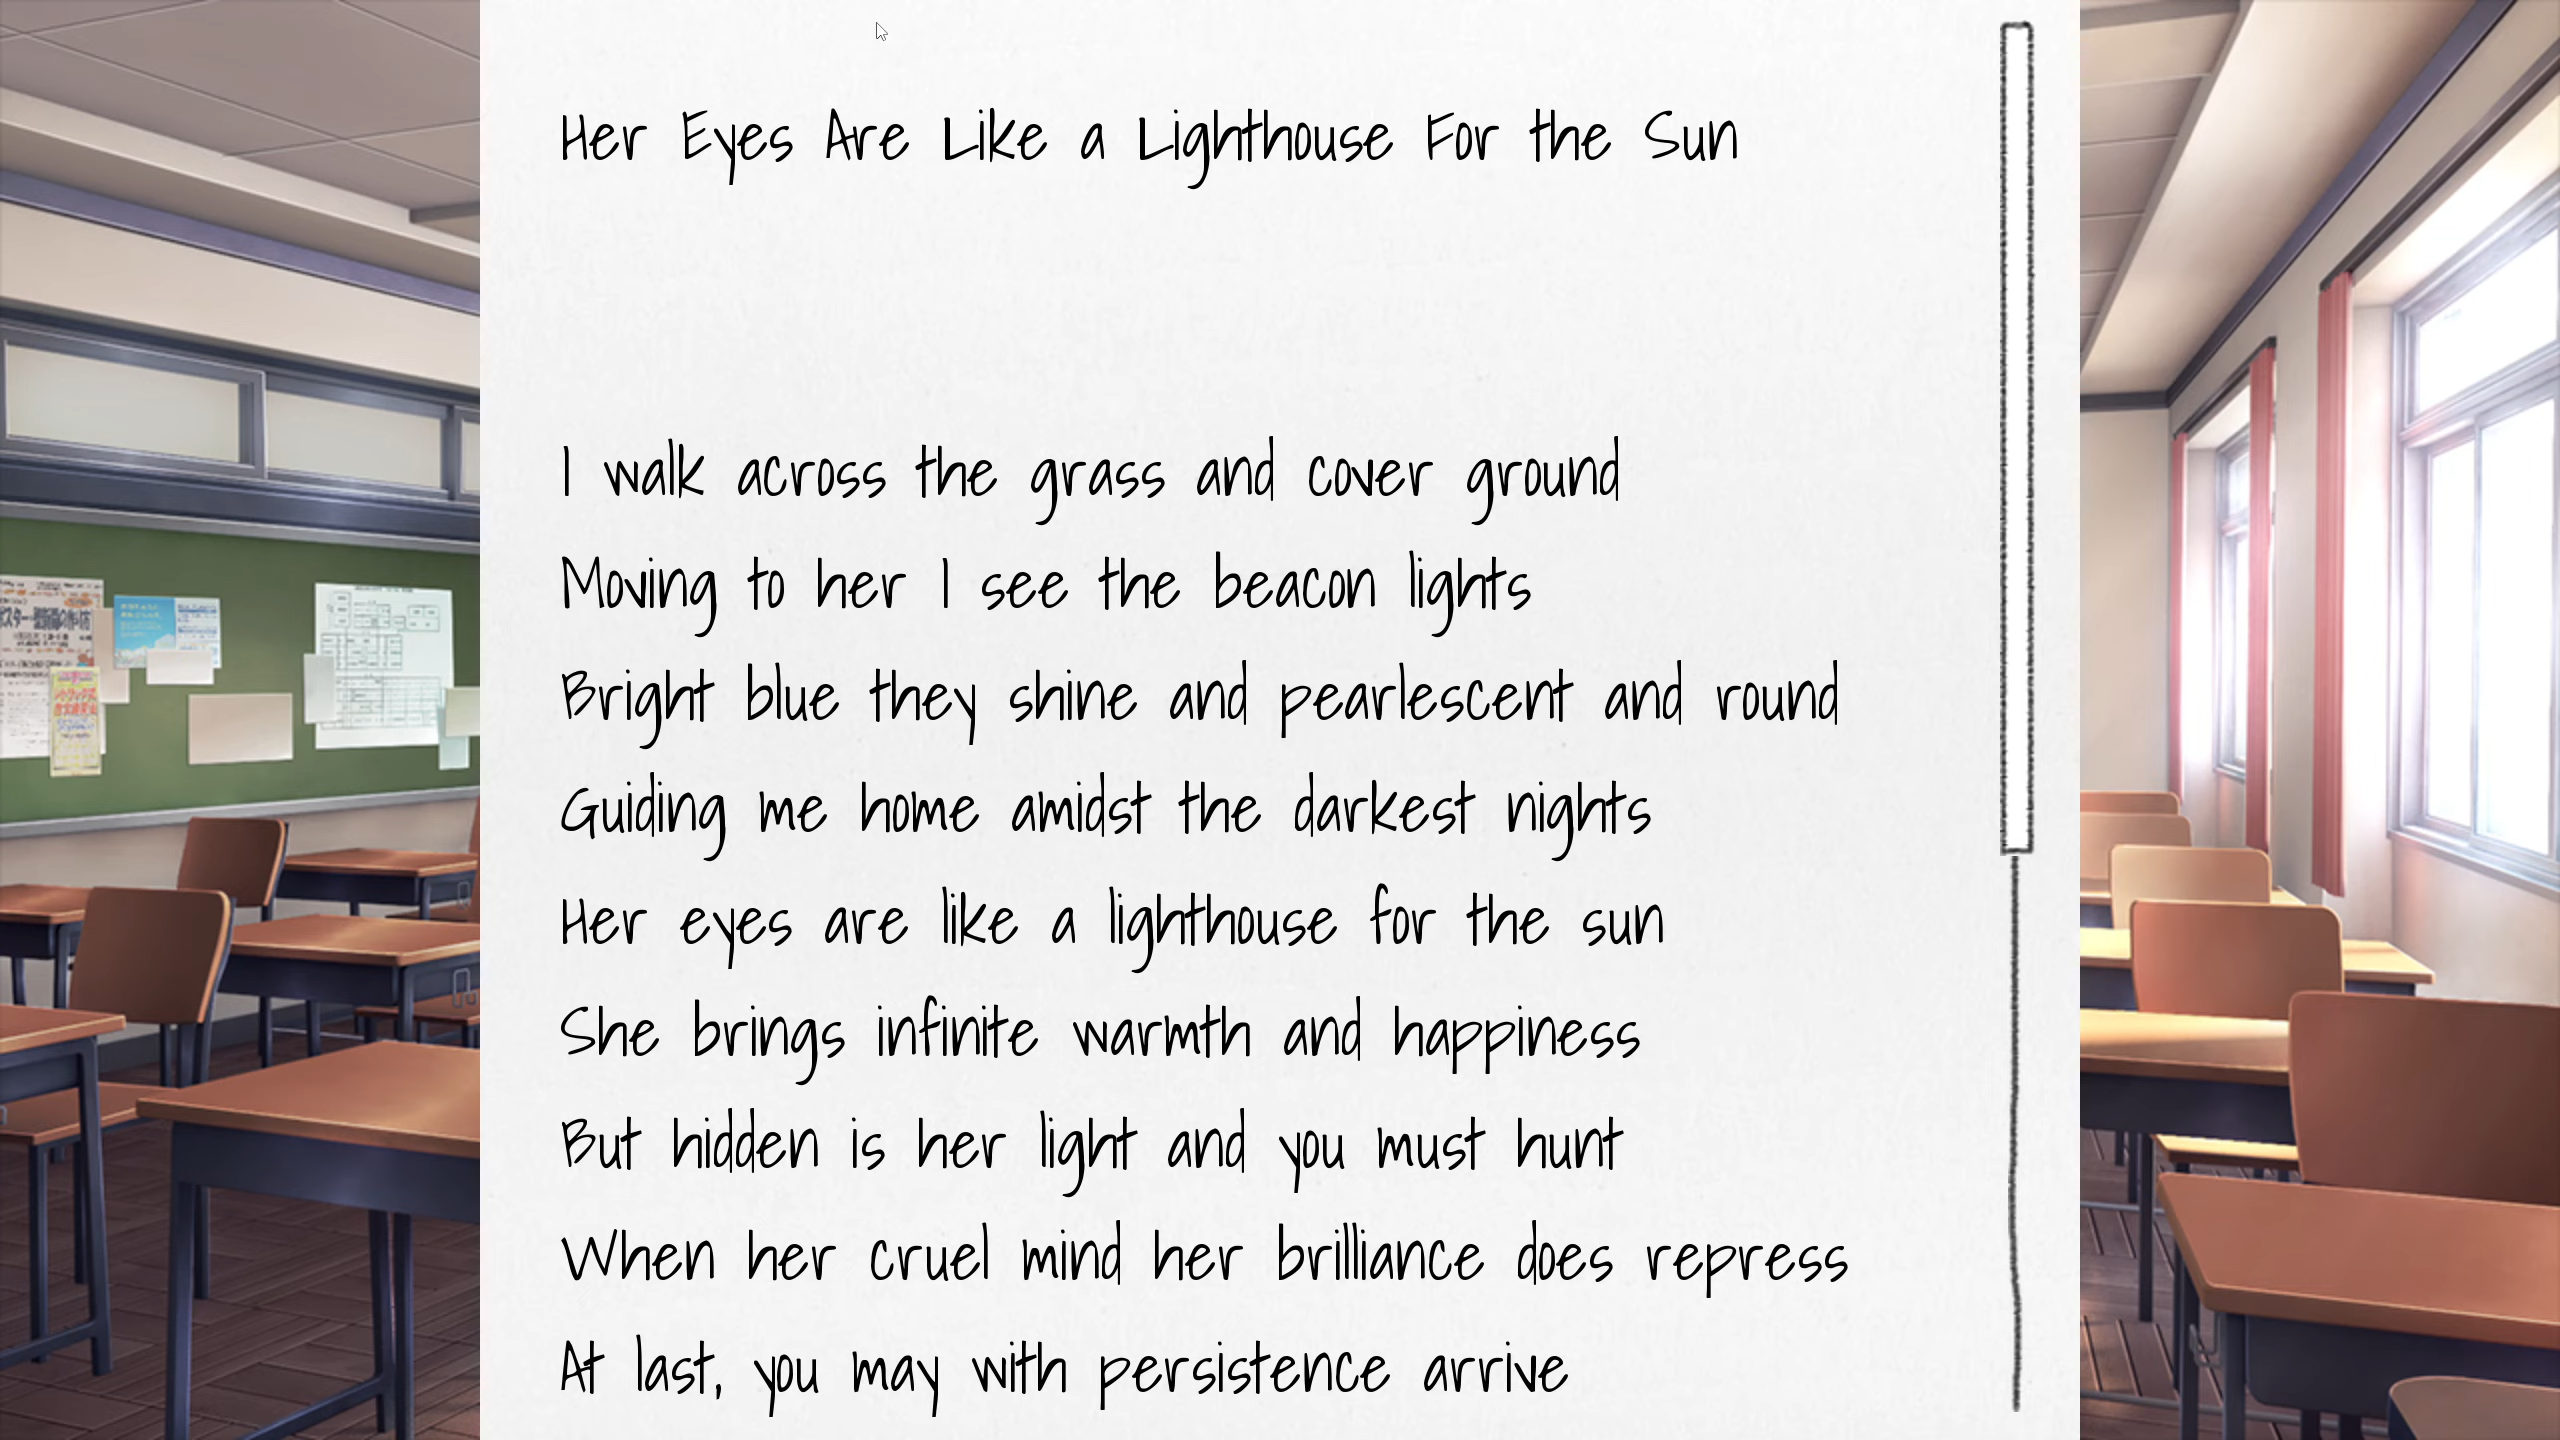 Her Eyes Are Like a Lighthouse For the Sun
I walk across the grass and cover ground
Moving to her I see the beacon lights
Bright blue they shine and pearlescent and round
Guiding me home amidst the darkest nights
Her eyes are like a lighthouse for the sun
She brings infinite warmth and happiness
But hidden is her light and you must hunt
When her cruel mind her brilliance does repress
At last, you may with persistence arrive